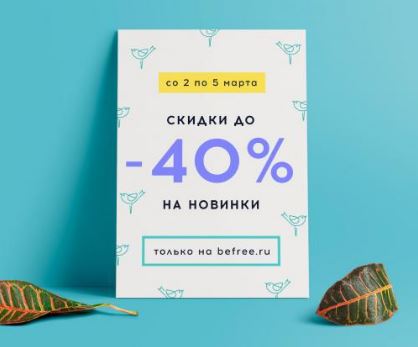 со 2 по 5 марта
СКИДКИ ДО
-40%
НА НОВИНКИ
только на befree.ru